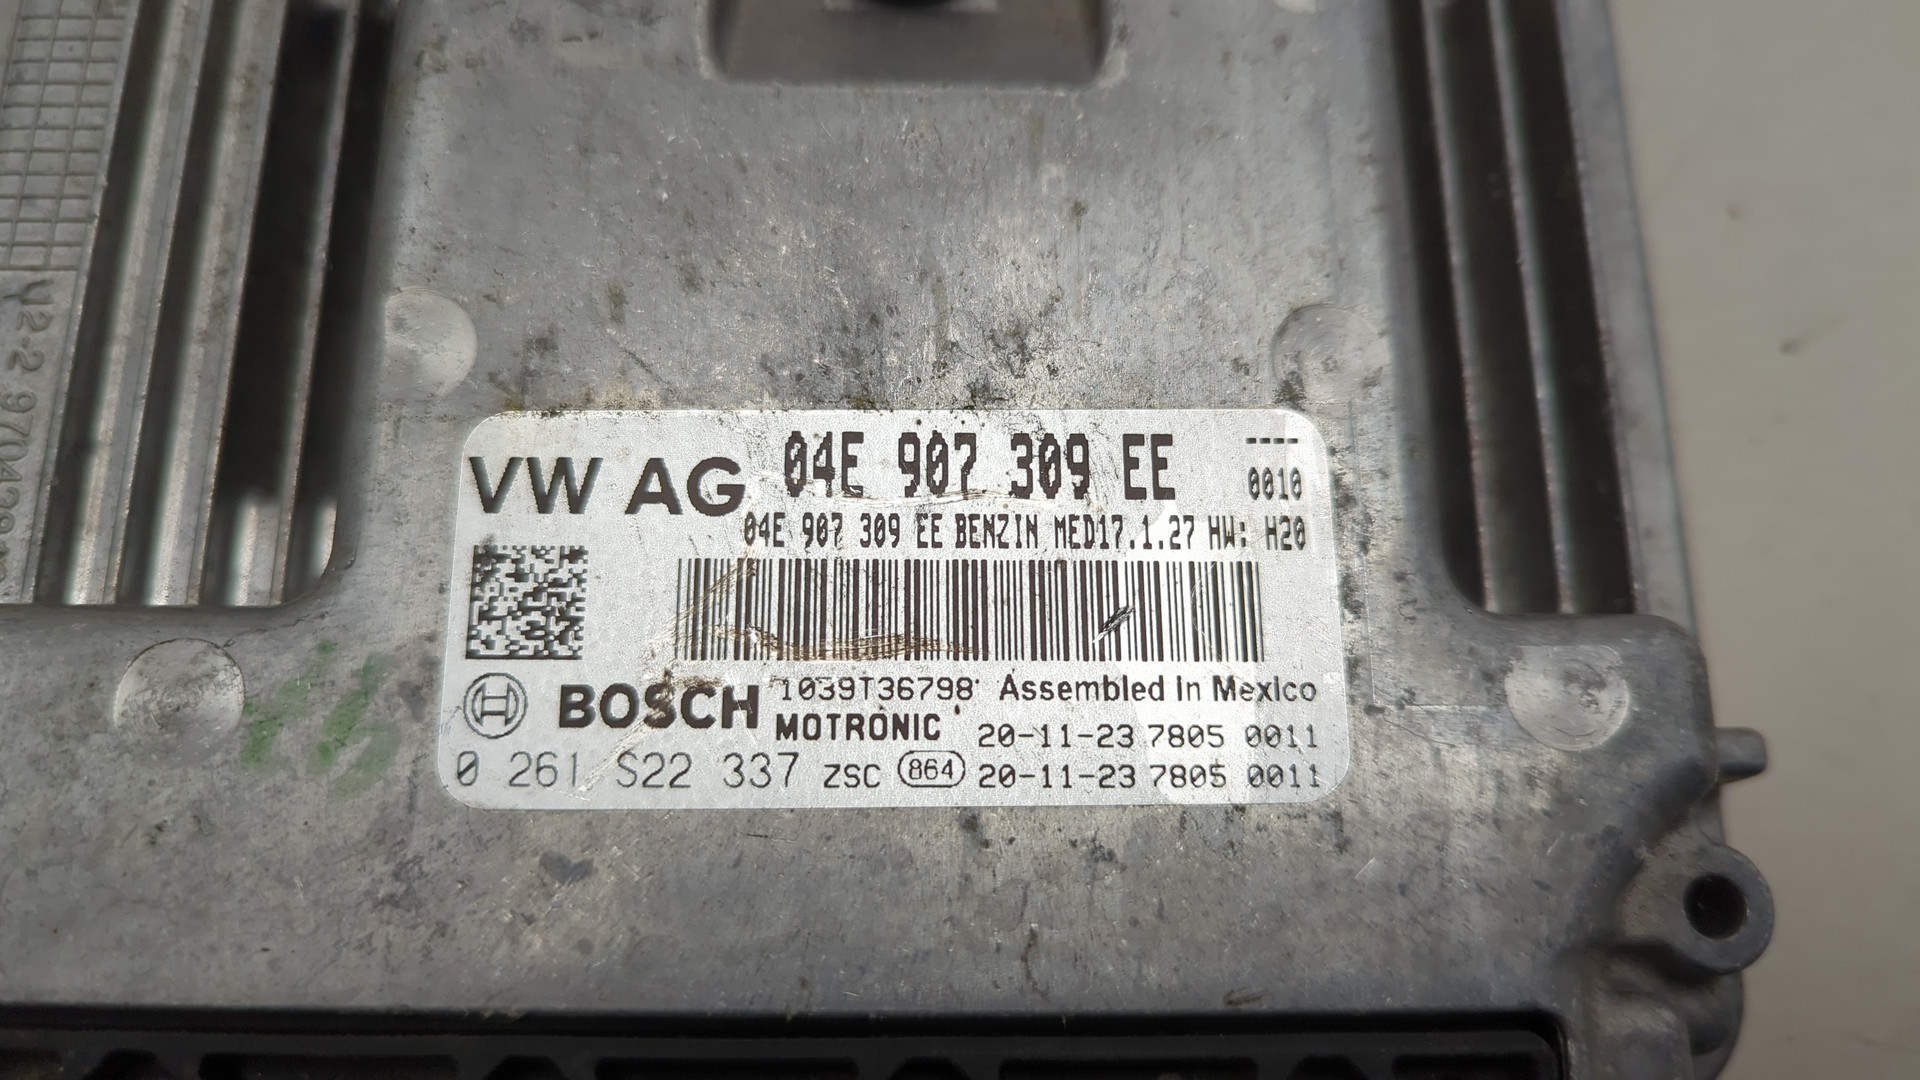 VW AG 04E 907 309 EE ----
0010
04E 907 309 EE BENZIN MED17.1.27 HW: H20
BOSCH 1039T36798 Assembled in Mexico
MOTRONIC 20-11-23 7805 0011
0 261 S22 337 ZSC 864 20-11-23 7805 0011